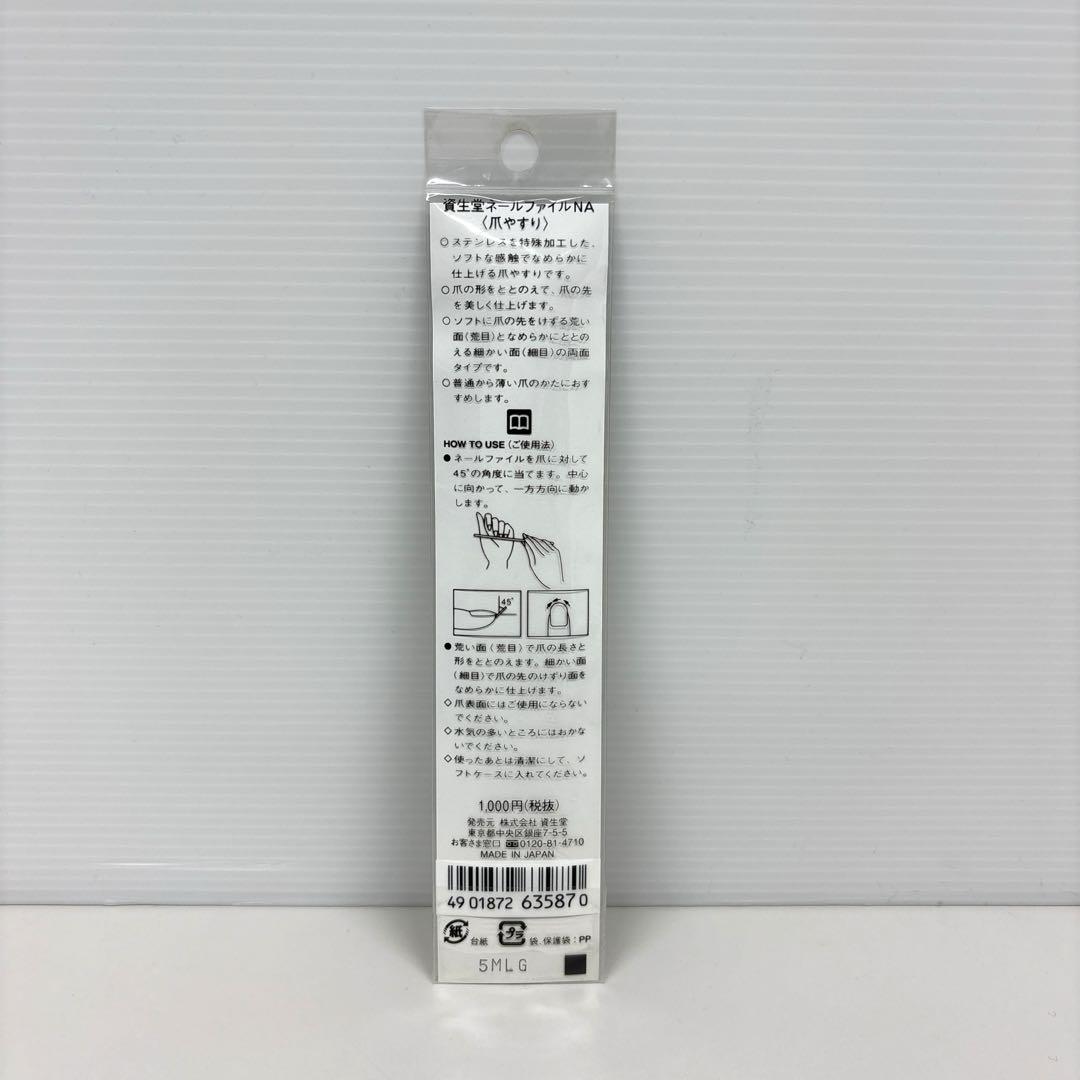 資生堂ネールファイルNA
〈爪やすり〉
○ステンレスを特殊加工した、
ソフトな感触でなめらかに
仕上げる爪やすりです。
○爪の形をととのえて、爪の先
を美しく仕上げます。
○ソフトに爪の先をけずる荒い
面(荒目)となめらかにととの
える細かい面(細目)の両面
タイプです。
○普通から薄い爪のかたにおす
すめします。
HOW TO USE(ご使用法)
●ネールファイルを爪に対して
45°の角度に当てます。中心
に向かって、一方方向に動か
します。
45°
●荒い面(荒目)で爪の長さと
形をととのえます。細かい面
(細目)で爪の先のけずり面を
なめらかに仕上げます。
◇爪表面にはご使用にならない
でください。
◇水気の多いところにはおかな
いでください。
◇使ったあとは清潔にして、ソ
フトケースに入れてください。
1,000円(税抜)
発売元 株式会社 資生堂
東京都中央区銀座7-5-5
お客さま窓口 0120-81-4710
MADE IN JAPAN
49 01872 635870
紙 台紙 プラ 袋、保護袋:PP
5MLG